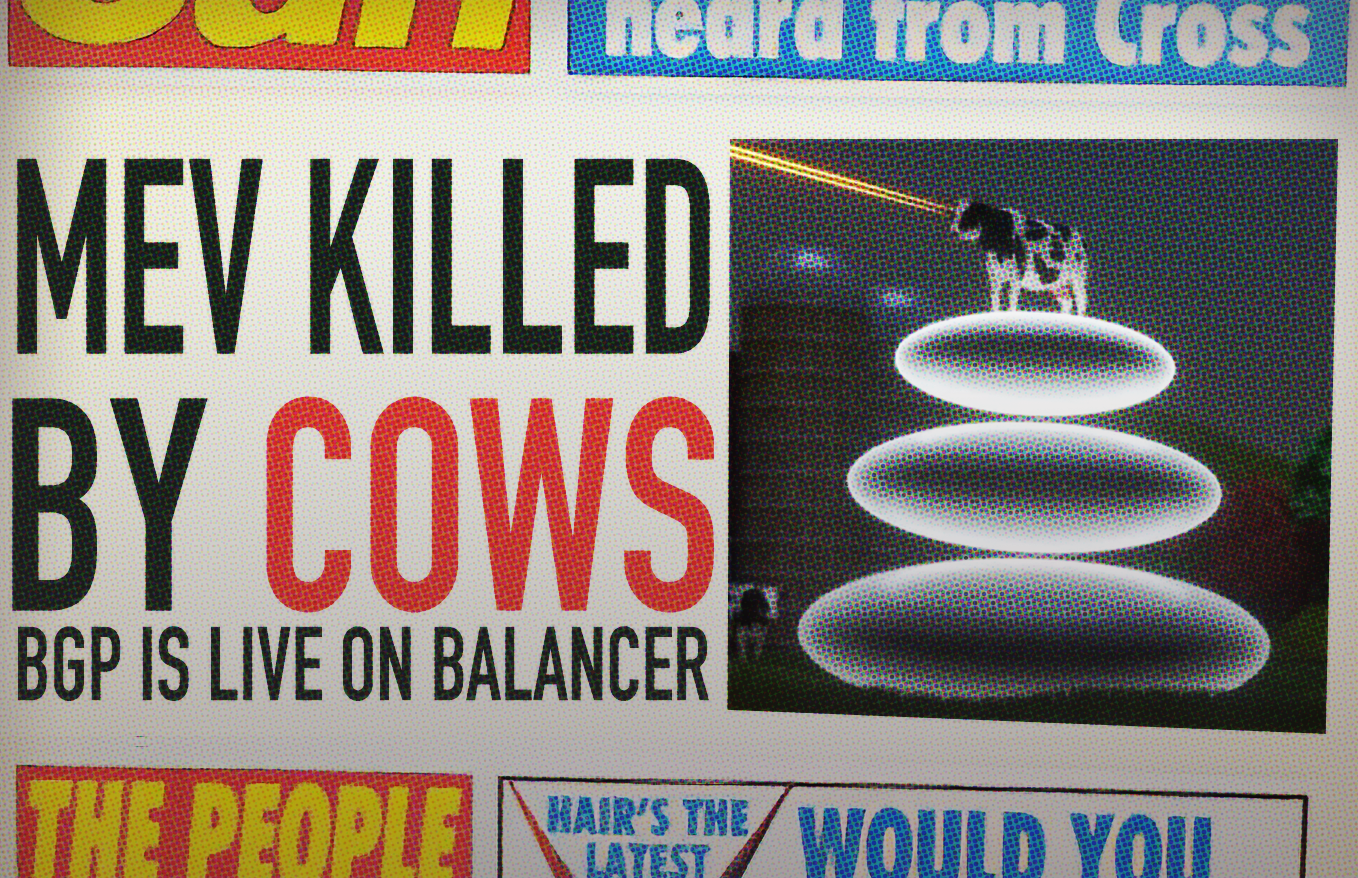 heard from Cross
MEV KILLED
BY COWS
BGP IS LIVE ON BALANCER
THE PEOPLE
HAIR'S THE
LATEST
WOULD YOU